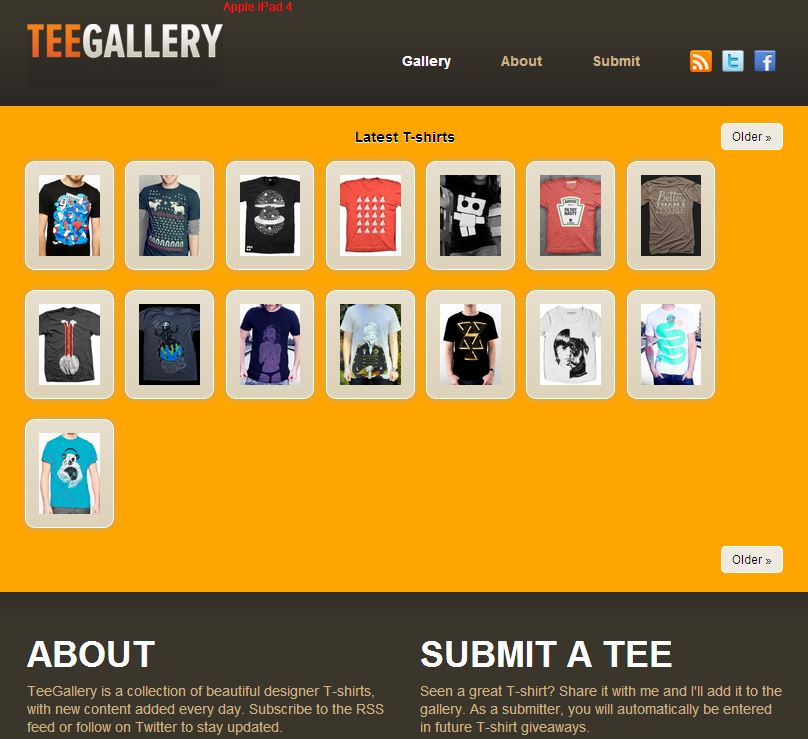 Apple iPad 4
TEEGALLERY
Gallery
About
Submit
Latest T-shirts
Older »
FILTHY
NASTY
Better
Older »
ABOUT
TeeGallery is a collection of beautiful designer T-shirts,
with new content added every day. Subscribe to the RSS
feed or follow on Twitter to stay updated.
SUBMIT A TEE
Seen a great T-shirt? Share it with me and I'll add it to the
gallery. As a submitter, you will automatically be entered
in future T-shirt giveaways.